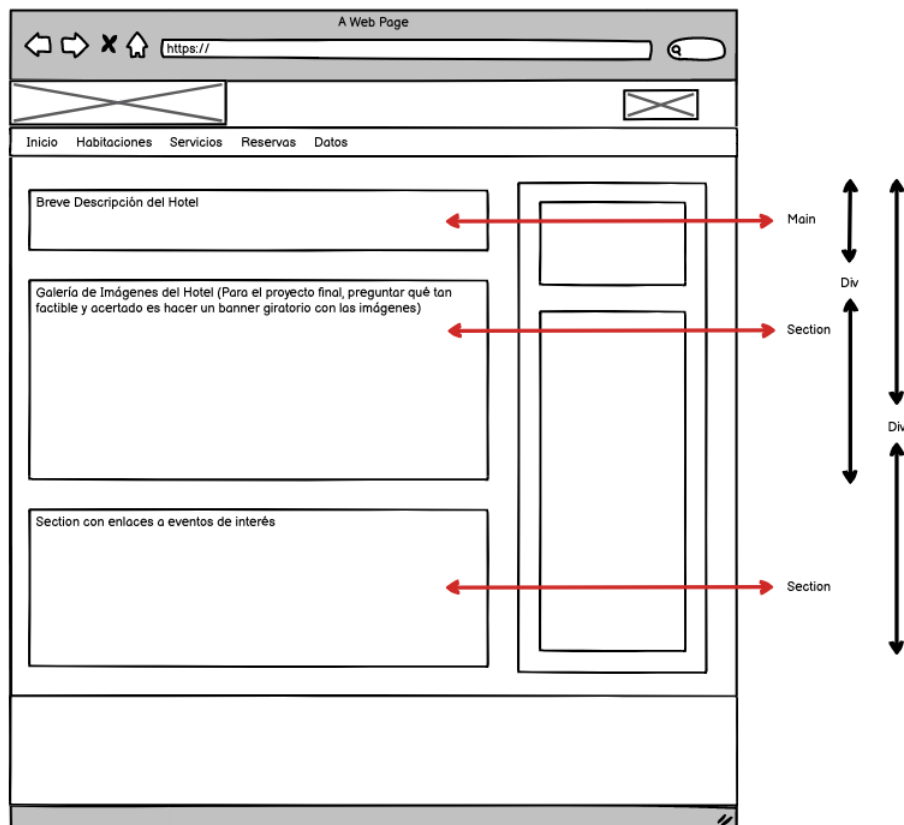 A Web Page
https://
Inicio Habitaciones Servicios Reservas Datos
Breve Descripción del Hotel
Main
Div
Galería de Imágenes del Hotel (Para el proyecto final, preguntar qué tan
factible y acertado es hacer un banner giratorio con las imágenes)
Section
Div
Section con enlaces a eventos de interés
Section